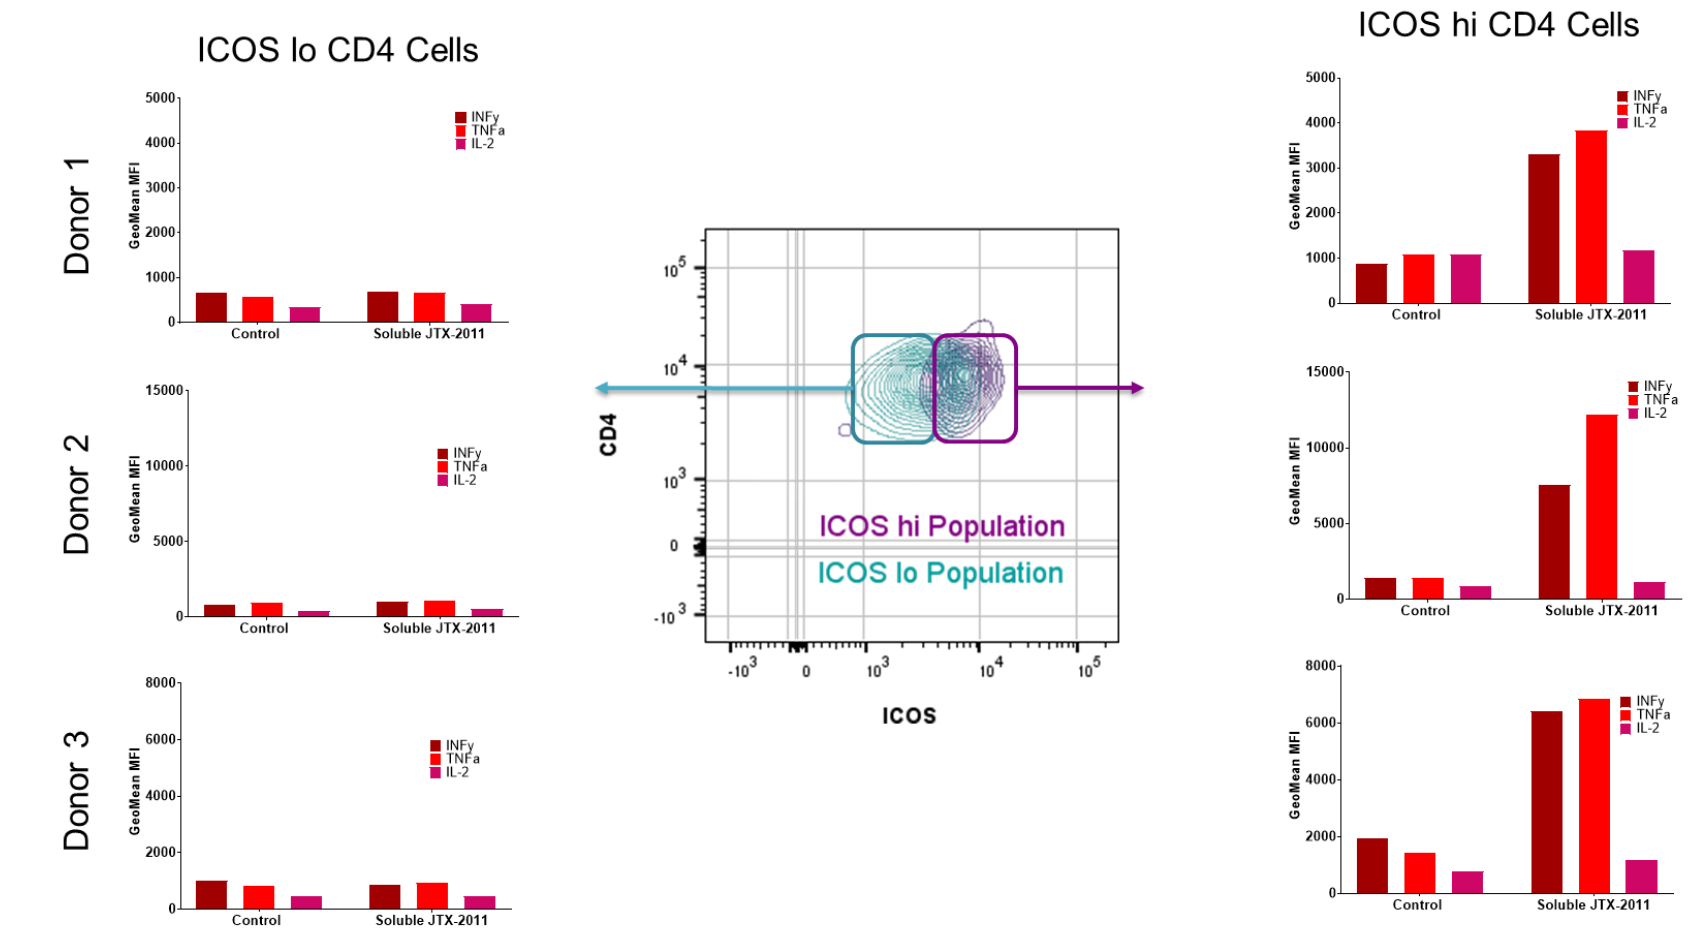 ICOS lo CD4 Cells
ICOS hi CD4 Cells
Donor 1
GeoMean MFI
5000
4000
3000
2000
1000
0
INFy
TNFa
IL-2
Control
Soluble JTX-2011
GeoMean MFI
5000
4000
3000
2000
1000
0
INFy
TNFa
IL-2
Control
Soluble JTX-2011
Donor 2
GeoMean MFI
15000
10000
5000
0
INFy
TNFa
IL-2
Control
Soluble JTX-2011
CD4
10^5
10^4
10^3
0
-10^3
ICOS hi Population
ICOS lo Population
-10^3
0
10^3
10^4
10^5
ICOS
GeoMean MFI
15000
10000
5000
0
INFy
TNFa
IL-2
Control
Soluble JTX-2011
Donor 3
GeoMean MFI
8000
6000
4000
2000
0
INFy
TNFa
IL-2
Control
Soluble JTX-2011
GeoMean MFI
8000
6000
4000
2000
0
INFy
TNFa
IL-2
Control
Soluble JTX-2011